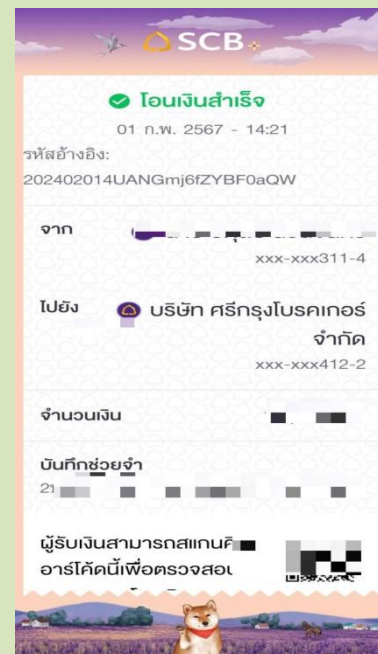 SCB
โอนเงินสำเร็จ
01 ก.พ. 2567 - 14:21
รหัสอ้างอิง:
202402014UANGmj6fZYBF0aQW
จาก
xxx-xxx311-4
ไปยัง บริษัท ศรีกรุงโบรคเกอร์
จำกัด
xxx-xxx412-2
จำนวนเงิน
บันทึกช่วยจำ
21
ผู้รับเงินสามารถสแกนคิ
อาร์โค้ดนี้เพื่อตรวจสอบ